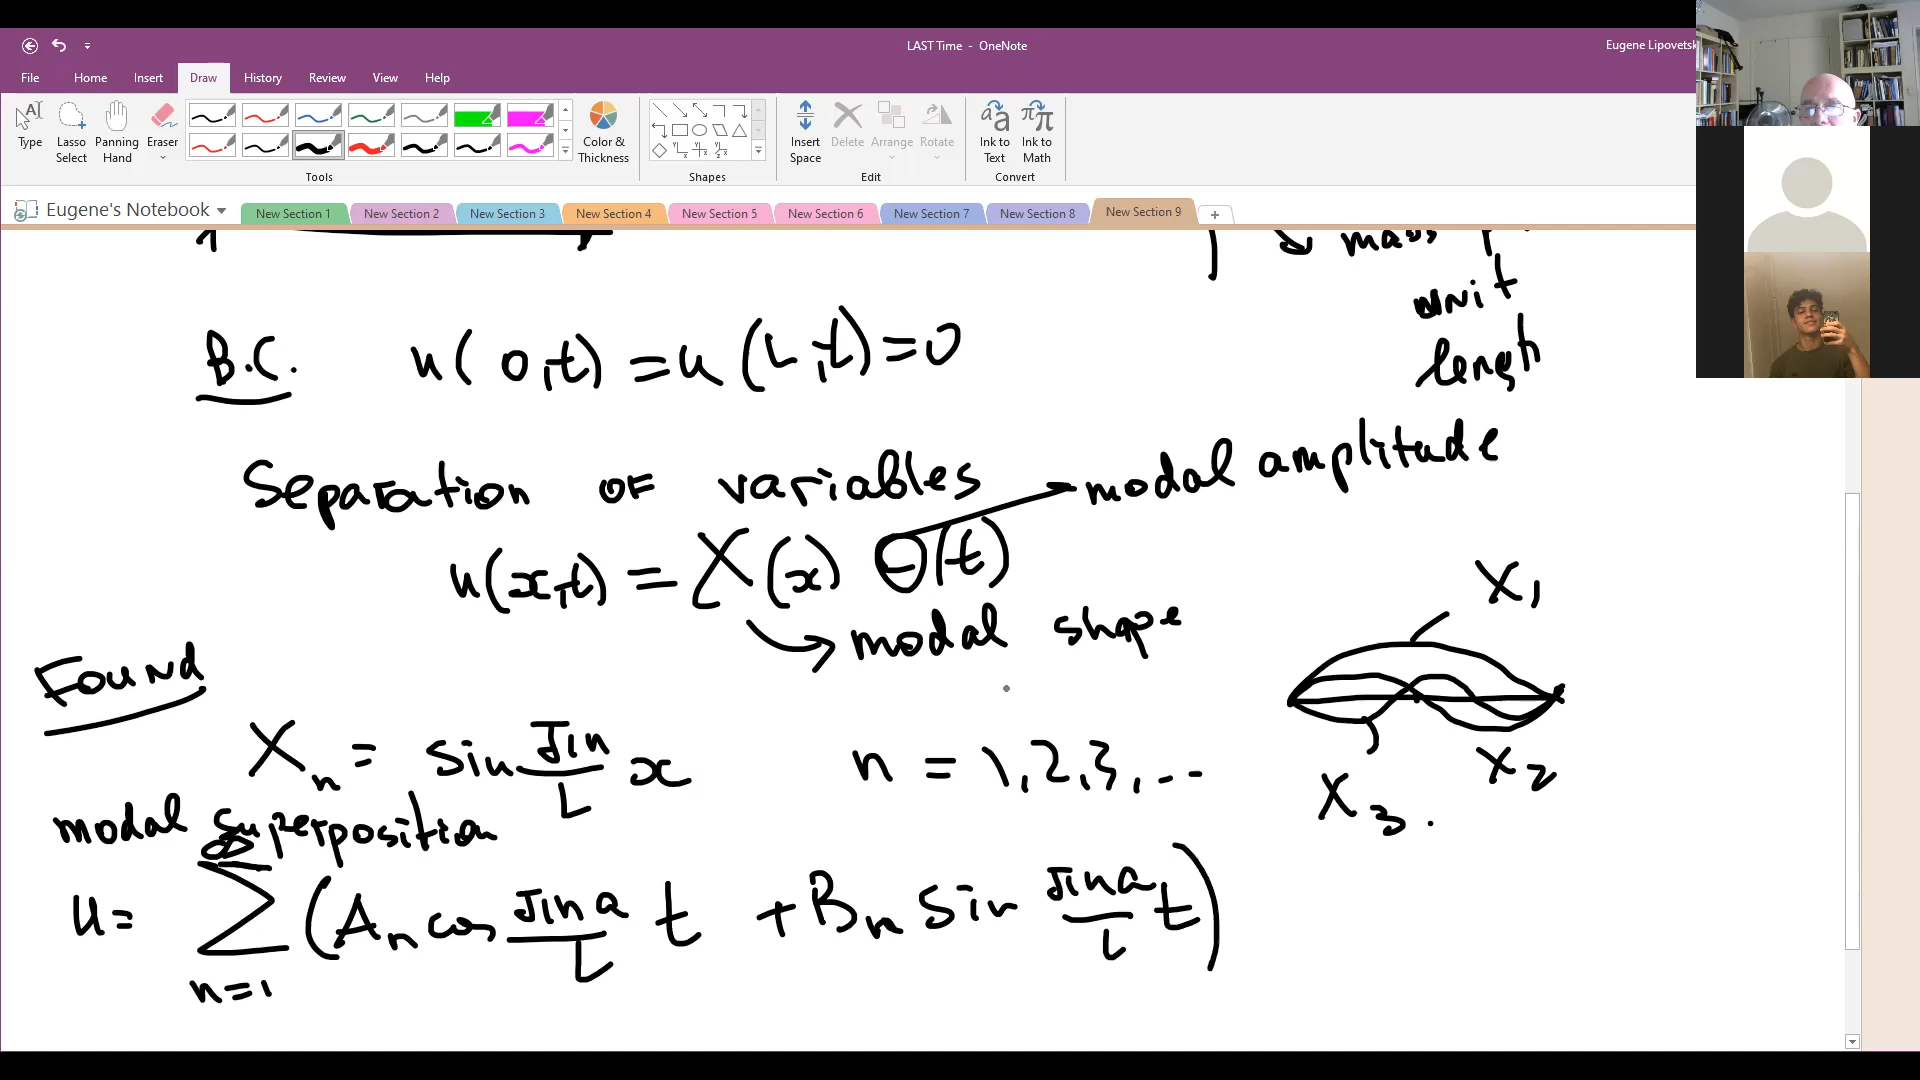 LAST Time - OneNote
Eugene Lipovetsk
File Home Insert Draw History Review View Help
Type
Lasso Select
Panning Hand
Eraser
Color & Thickness
Insert Space
Delete
Arrange
Rotate
Ink to Text
Ink to Math
Tools
Shapes
Edit
Convert
Eugene's Notebook
New Section 1
New Section 2
New Section 3
New Section 4
New Section 5
New Section 6
New Section 7
New Section 8
New Section 9
mass
unit
length
B.C. u(0,t) = u(L,t) = 0
Separation of variables
modal amplitude
u(x,t) = X(x) Θ(t)
modal shape
X₁
Found
Xₙ = sin πn/L x n = 1,2,3,...
X₂
X₃
modal superposition
u = ∞ Σ n=1 (Aₙ cos πna/L t + Bₙ sin πna/L t)